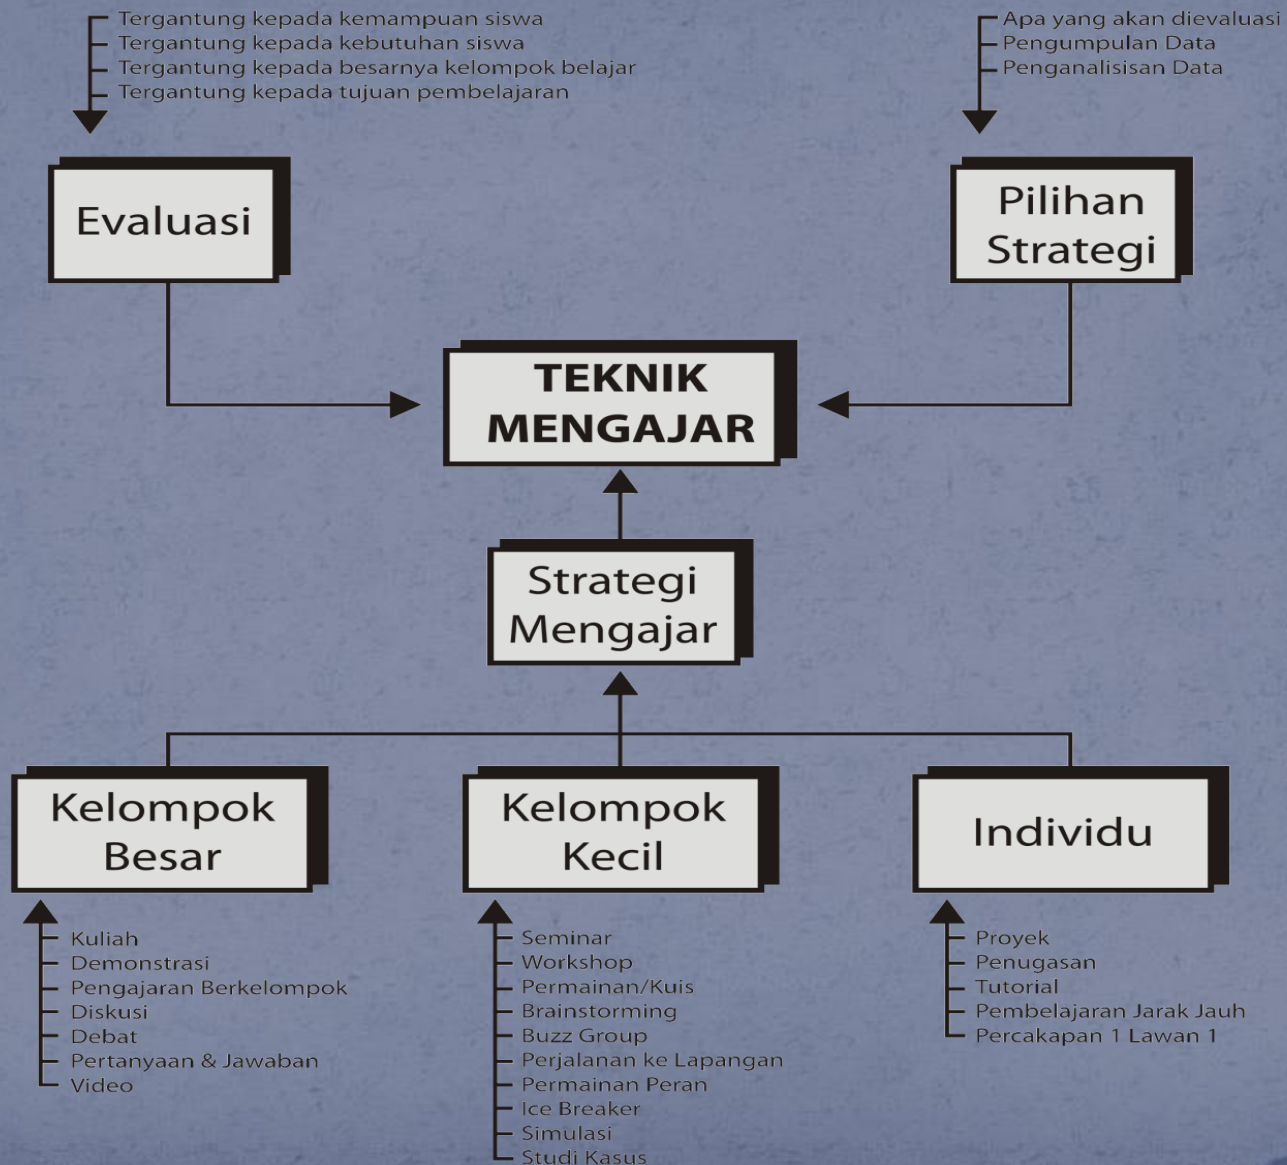 Tergantung kepada kemampuan siswa
Tergantung kepada kebutuhan siswa
Tergantung kepada besarnya kelompok belajar
Tergantung kepada tujuan pembelajaran
Apa yang akan dievaluasi
Pengumpulan Data
Penganalisisan Data
Evaluasi
Pilihan
Strategi
TEKNIK
MENGAJAR
Strategi
Mengajar
Kelompok
Besar
Kelompok
Kecil
Individu
Kuliah
Demonstrasi
Pengajaran Berkelompok
Diskusi
Debat
Pertanyaan & Jawaban
Video
Seminar
Workshop
Permainan/Kuis
Brainstorming
Buzz Group
Perjalanan ke Lapangan
Permainan Peran
Ice Breaker
Simulasi
Studi Kasus
Proyek
Penugasan
Tutorial
Pembelajaran Jarak Jauh
Percakapan 1 Lawan 1